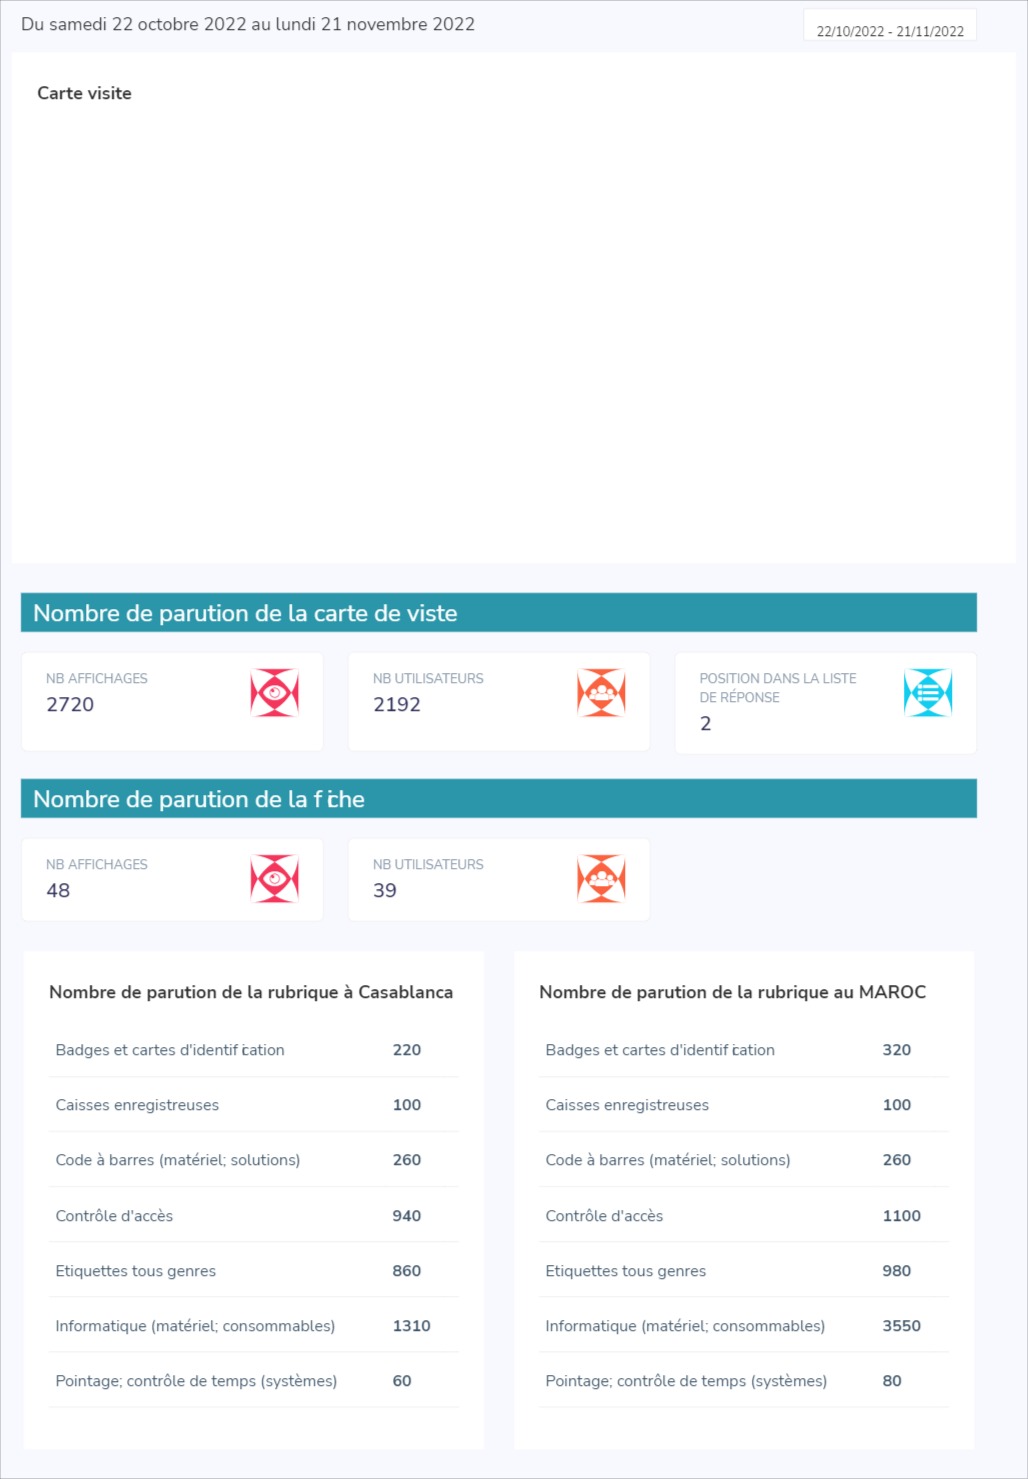 Du samedi 22 octobre 2022 au lundi 21 novembre 2022
22/10/2022 - 21/11/2022
Carte visite
Nombre de parution de la carte de viste
NB AFFICHAGES
2720
NB UTILISATEURS
2192
POSITION DANS LA LISTE
DE RÉPONSE
2
Nombre de parution de la fiche
NB AFFICHAGES
48
NB UTILISATEURS
39
Nombre de parution de la rubrique à Casablanca
Badges et cartes d'identification 220
Caisses enregistreuses 100
Code à barres (matériel; solutions) 260
Contrôle d'accès 940
Etiquettes tous genres 860
Informatique (matériel; consommables) 1310
Pointage; contrôle de temps (systèmes) 60
Nombre de parution de la rubrique au MAROC
Badges et cartes d'identification 320
Caisses enregistreuses 100
Code à barres (matériel; solutions) 260
Contrôle d'accès 1100
Etiquettes tous genres 980
Informatique (matériel; consommables) 3550
Pointage; contrôle de temps (systèmes) 80